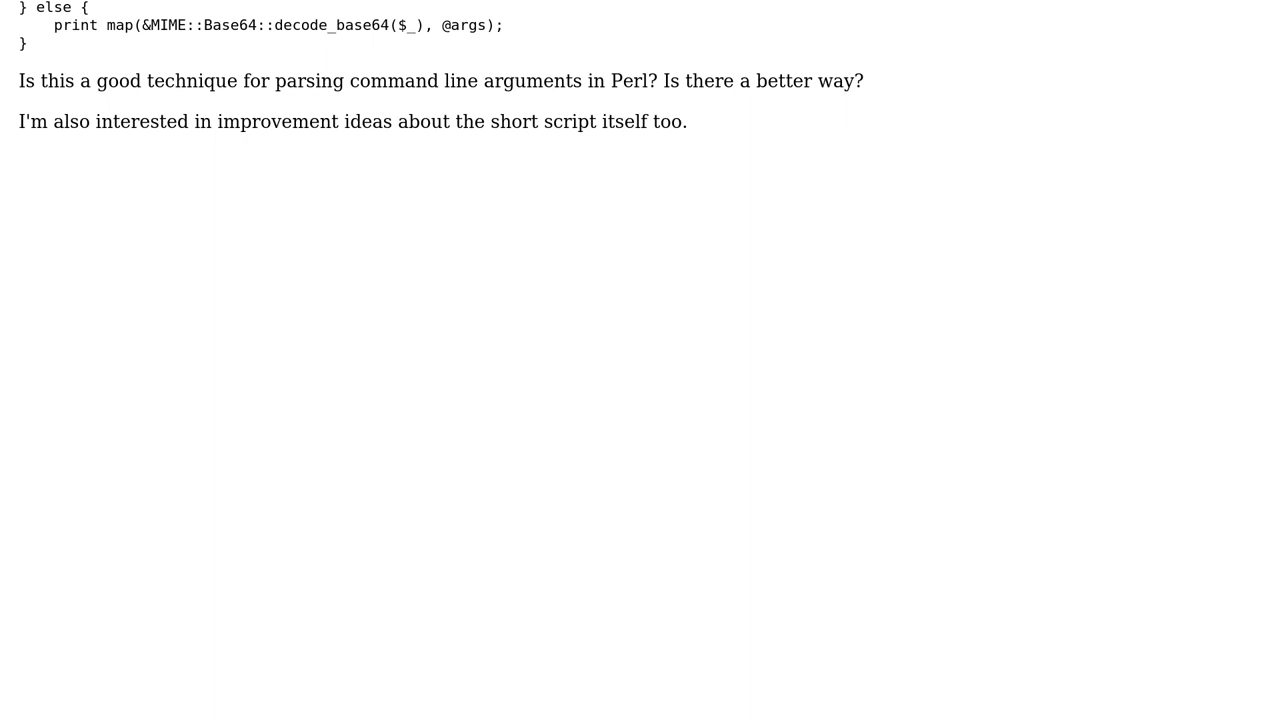 } else {
    print map(&MIME::Base64::decode_base64($_), @args);
}
Is this a good technique for parsing command line arguments in Perl? Is there a better way?
I'm also interested in improvement ideas about the short script itself too.